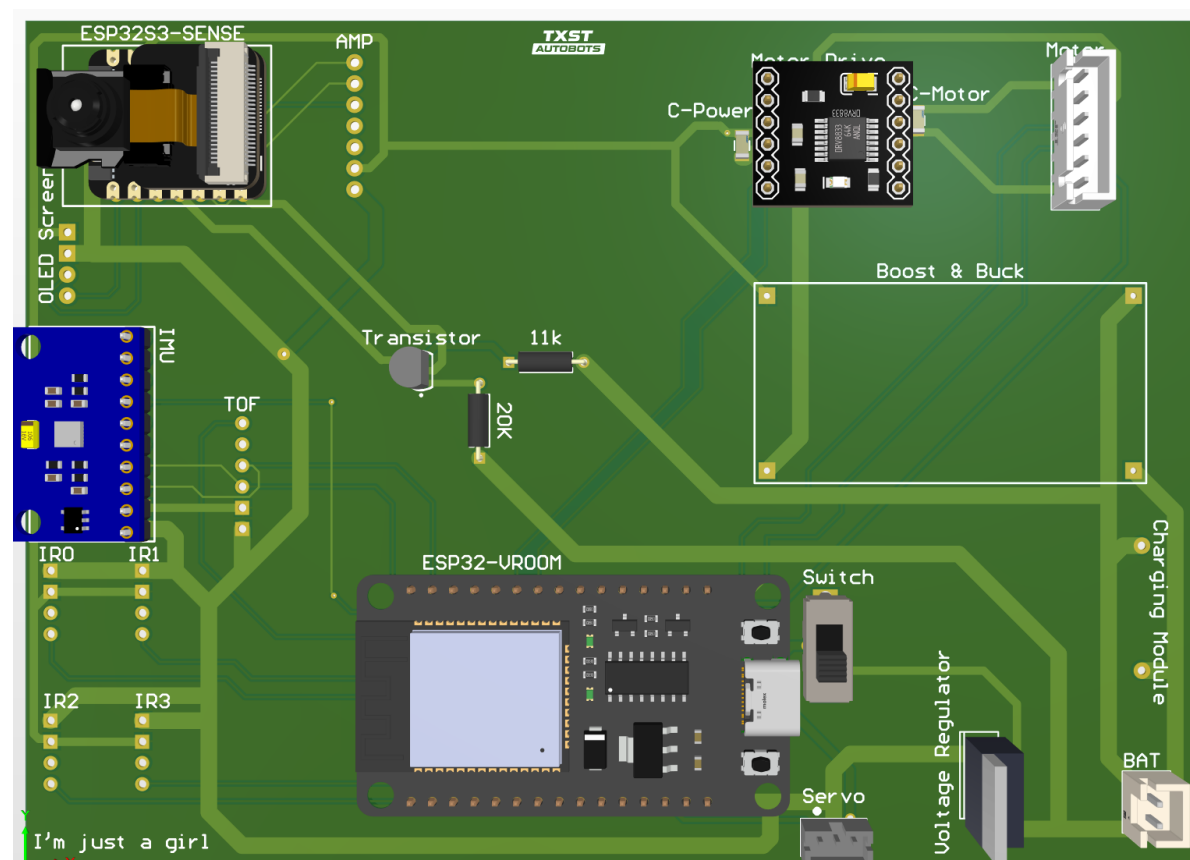 ESP32S3-SENSE
AMP
TXST
AUTOBOTS
Motor Drive
Motor
C-Power
C-Motor
DRV8833
OLED Screen
Boost & Buck
IMU
Transistor
11k
20K
TOF
IR0
IR1
ESP32-VROOM
Switch
Charging Module
IR2
IR3
Voltage Regulator
BAT
Servo
I'm just a girl
Y